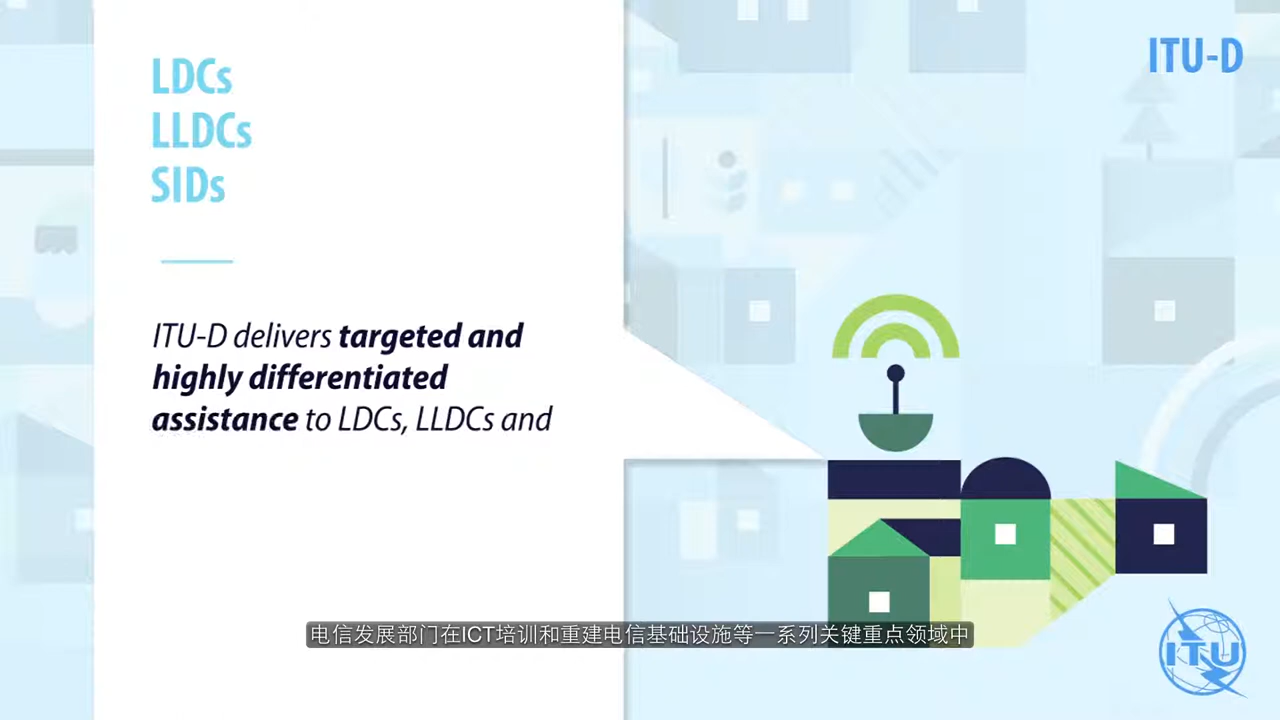 LDCs
LLDCs
SIDs
ITU-D
ITU-D delivers targeted and
highly differentiated
assistance to LDCs, LLDCs and
电信发展部门在ICT培训和重建电信基础设施等一系列关键重点领域中
ITU